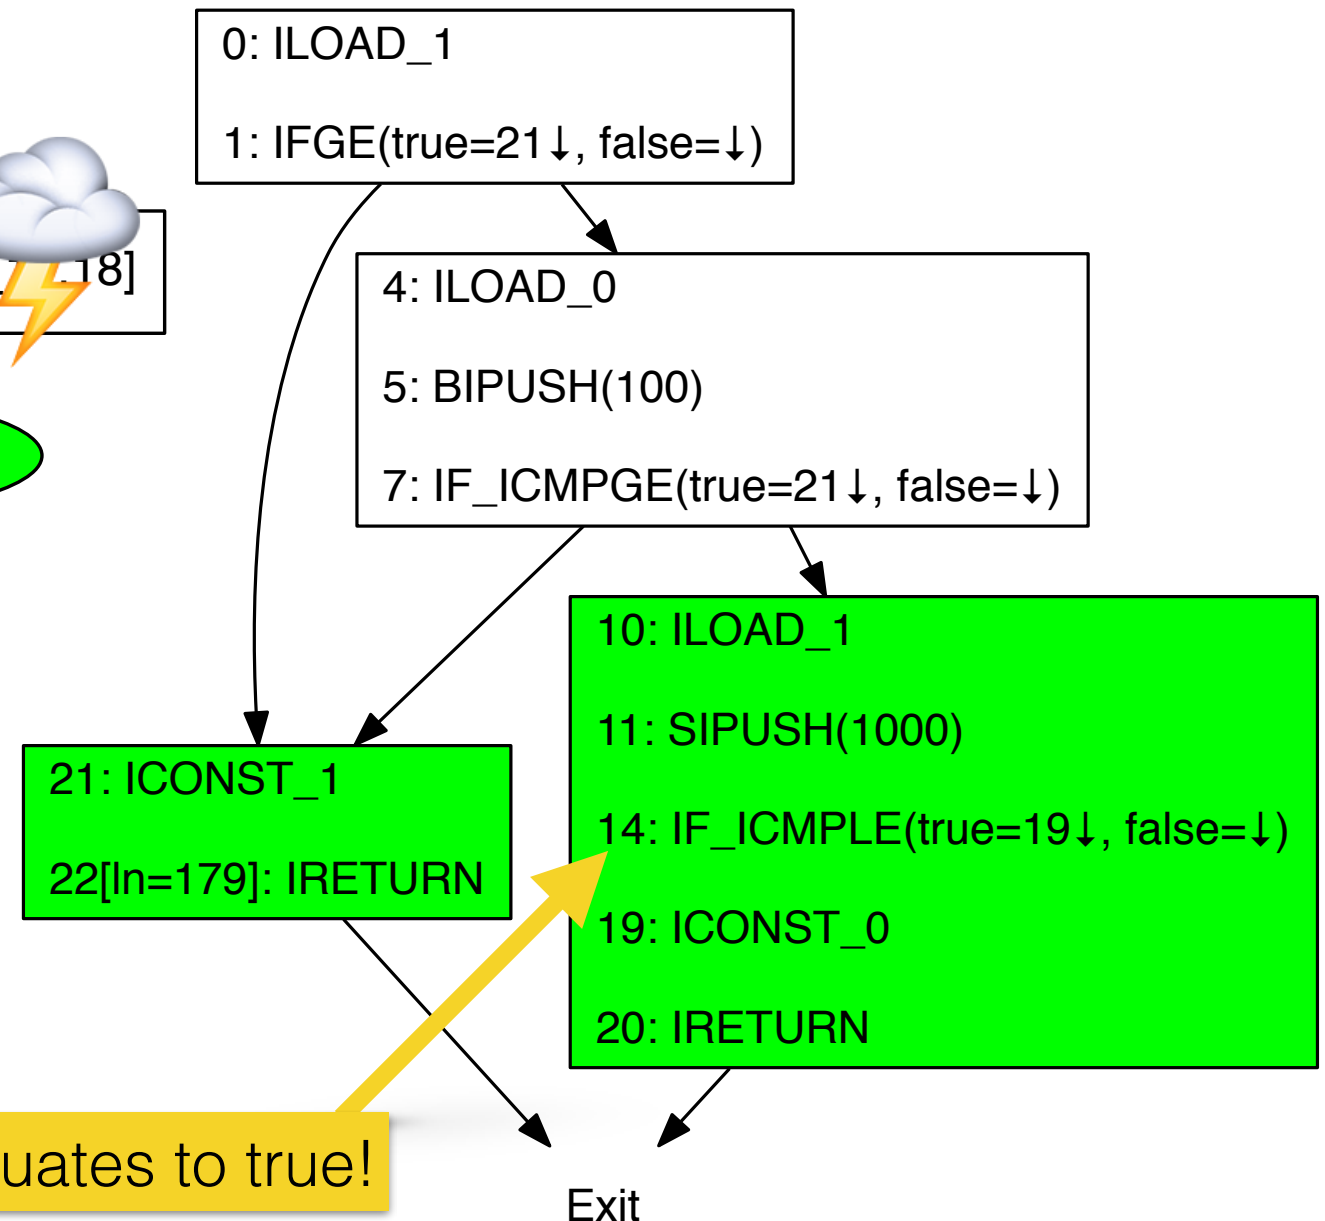 0: ILOAD_1
1: IFGE(true=21↓, false=↓)
18]
4: ILOAD_0
5: BIPUSH(100)
7: IF_ICMPGE(true=21↓, false=↓)
10: ILOAD_1
11: SIPUSH(1000)
14: IF_ICMPLE(true=19↓, false=↓)
19: ICONST_0
20: IRETURN
21: ICONST_1
22[ln=179]: IRETURN
uates to true!
Exit